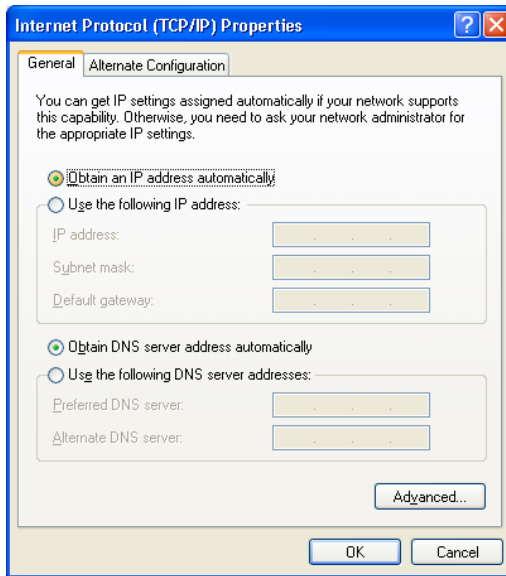 Internet Protocol (TCP/IP) Properties
General
Alternate Configuration
You can get IP settings assigned automatically if your network supports
this capability. Otherwise, you need to ask your network administrator for
the appropriate IP settings.
Obtain an IP address automatically
Use the following IP address:
IP address:
Subnet mask:
Default gateway:
Obtain DNS server address automatically
Use the following DNS server addresses:
Preferred DNS server:
Alternate DNS server:
Advanced...
OK
Cancel